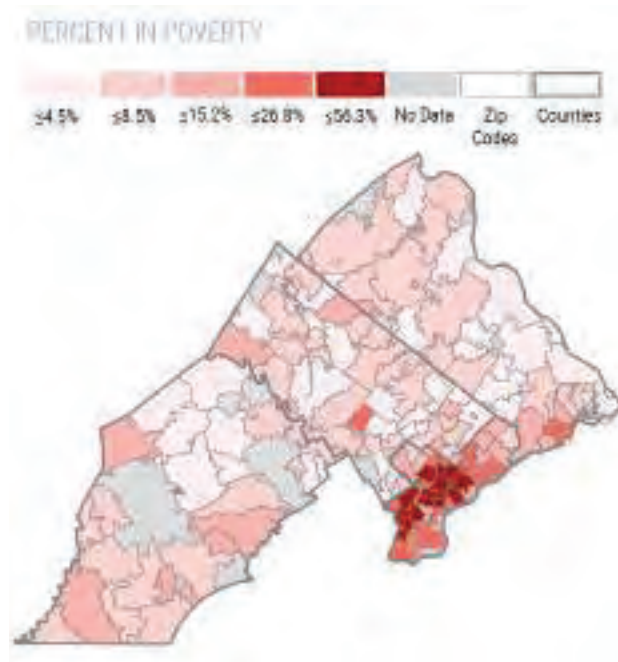 PERCENT IN POVERTY
≤4.5% ≤8.5% ≤15.2% ≤26.8% ≤56.3% No Data Zip Counties
Codes